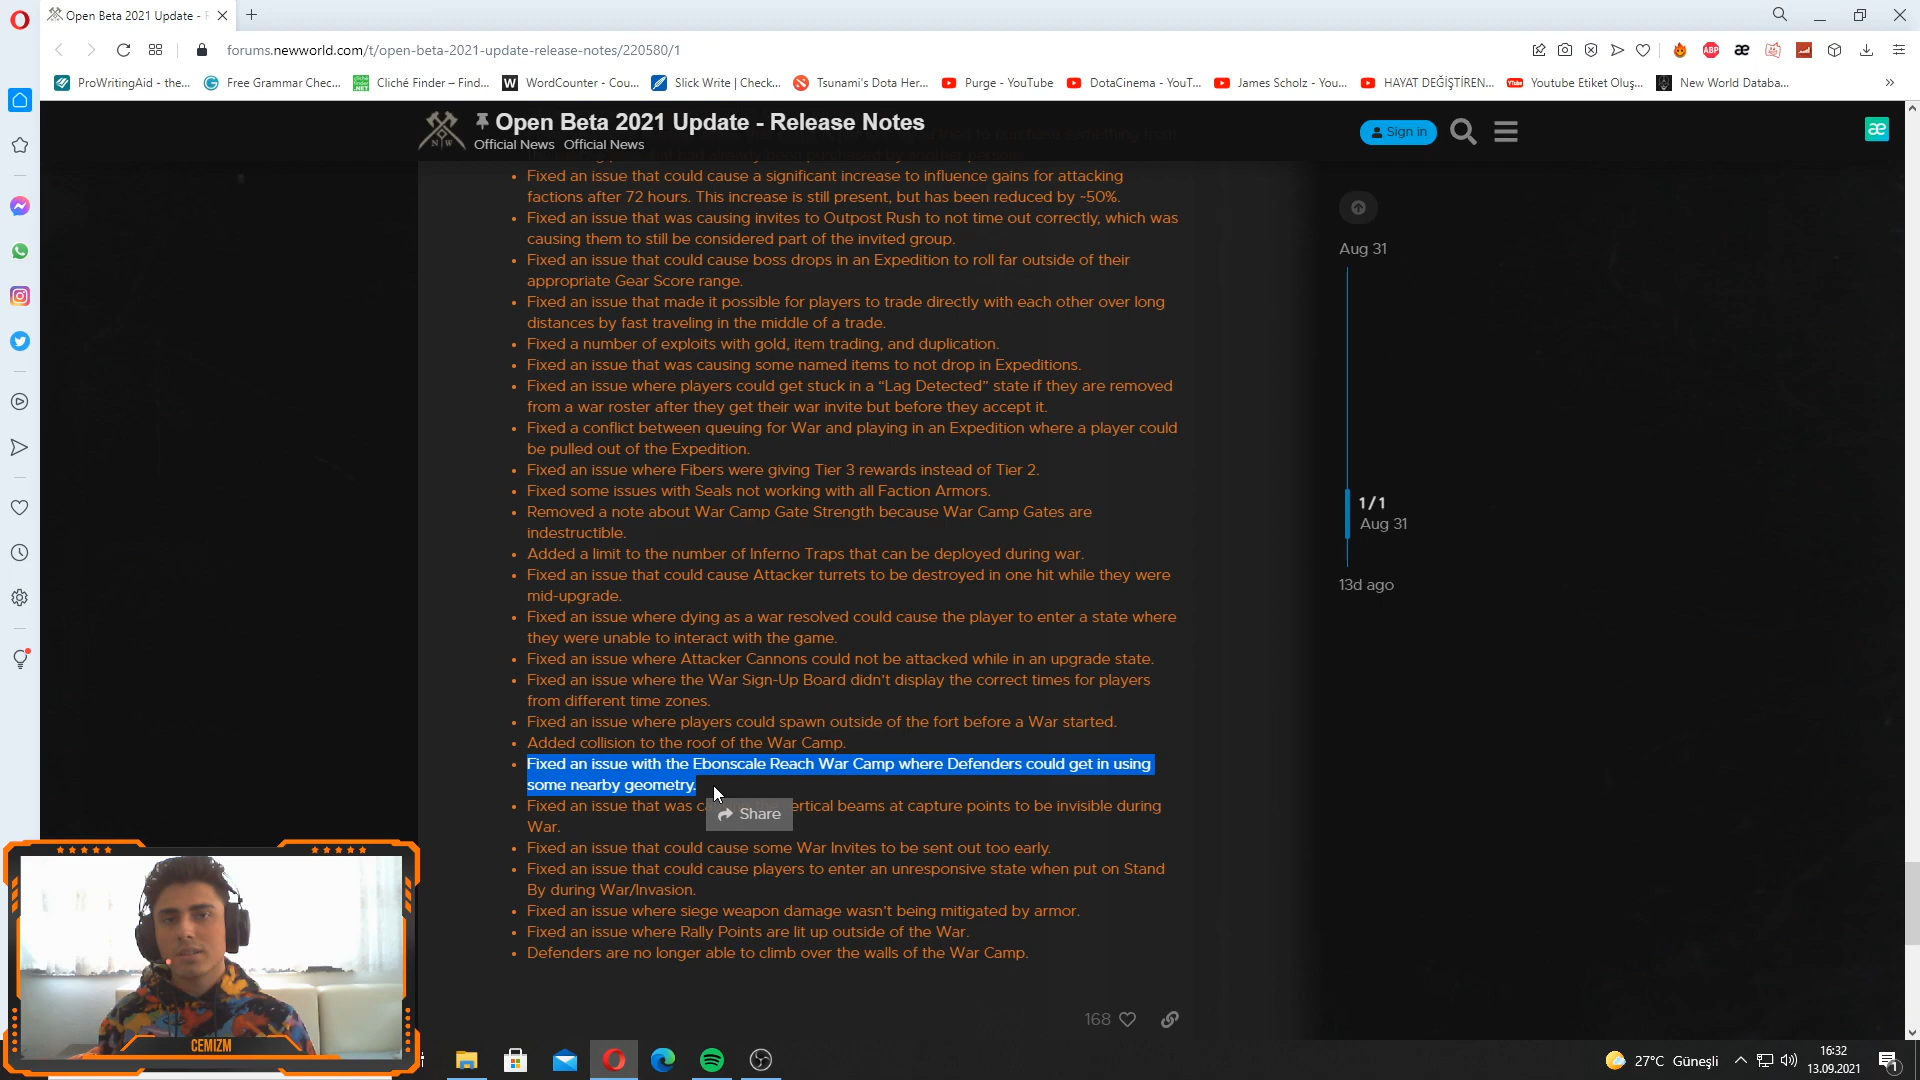 Open Beta 2021 Update -
forums.newworld.com/t/open-beta-2021-update-release-notes/220580/1
ABP
æ
ProWritingAid - the...
Free Grammar Chec...
Cliché Finder – Find...
WordCounter - Cou...
Slick Write | Check...
Tsunami's Dota Her...
Purge - YouTube
DotaCinema - YouT...
James Scholz - You...
HAYAT DEĞİŞTİREN...
Youtube Etiket Oluş...
New World Databa...
»
Open Beta 2021 Update - Release Notes
Official News Official News
Sign in
æ
• Fixed an issue that could cause a significant increase to influence gains for attacking
factions after 72 hours. This increase is still present, but has been reduced by ~50%.
• Fixed an issue that was causing invites to Outpost Rush to not time out correctly, which was
causing them to still be considered part of the invited group.
• Fixed an issue that could cause boss drops in an Expedition to roll far outside of their
appropriate Gear Score range.
• Fixed an issue that made it possible for players to trade directly with each other over long
distances by fast traveling in the middle of a trade.
• Fixed a number of exploits with gold, item trading, and duplication.
• Fixed an issue that was causing some named items to not drop in Expeditions.
• Fixed an issue where players could get stuck in a “Lag Detected” state if they are removed
from a war roster after they get their war invite but before they accept it.
• Fixed a conflict between queuing for War and playing in an Expedition where a player could
be pulled out of the Expedition.
• Fixed an issue where Fibers were giving Tier 3 rewards instead of Tier 2.
• Fixed some issues with Seals not working with all Faction Armors.
• Removed a note about War Camp Gate Strength because War Camp Gates are
indestructible.
• Added a limit to the number of Inferno Traps that can be deployed during war.
• Fixed an issue that could cause Attacker turrets to be destroyed in one hit while they were
mid-upgrade.
• Fixed an issue where dying as a war resolved could cause the player to enter a state where
they were unable to interact with the game.
• Fixed an issue where Attacker Cannons could not be attacked while in an upgrade state.
• Fixed an issue where the War Sign-Up Board didn’t display the correct times for players
from different time zones.
• Fixed an issue where players could spawn outside of the fort before a War started.
• Added collision to the roof of the War Camp.
• Fixed an issue with the Ebonscale Reach War Camp where Defenders could get in using
some nearby geometry.
• Fixed an issue that was vertical beams at capture points to be invisible during
War.
Share
• Fixed an issue that could cause some War Invites to be sent out too early.
• Fixed an issue that could cause players to enter an unresponsive state when put on Stand
By during War/Invasion.
• Fixed an issue where siege weapon damage wasn’t being mitigated by armor.
• Fixed an issue where Rally Points are lit up outside of the War.
• Defenders are no longer able to climb over the walls of the War Camp.
168
Aug 31
1/1
Aug 31
13d ago
CEMIZM
27°C Güneşli
16:32
13.09.2021
1